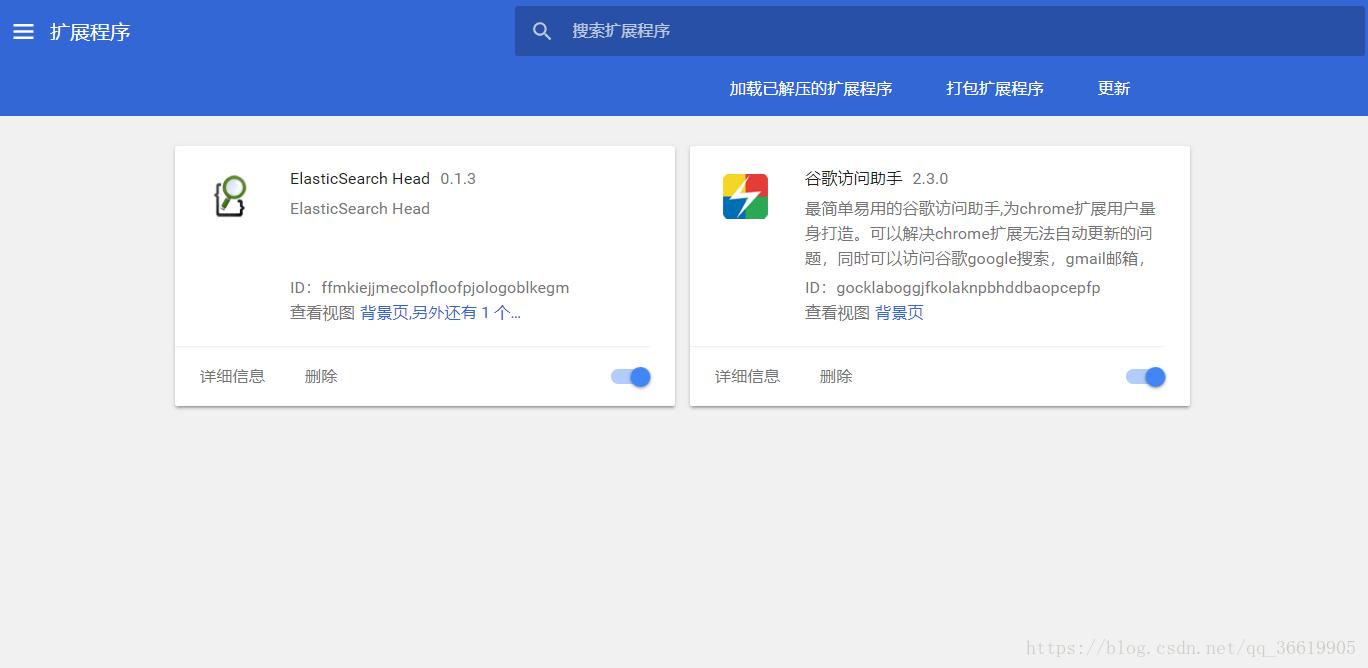 扩展程序
搜索扩展程序
加载已解压的扩展程序 打包扩展程序 更新
ElasticSearch Head 0.1.3
ElasticSearch Head
ID：ffmkiejjmecolpfloofpjologoblkegm
查看视图 背景页,另外还有 1 个...
详细信息 删除
谷歌访问助手 2.3.0
最简单易用的谷歌访问助手,为chrome扩展用户量
身打造。可以解决chrome扩展无法自动更新的问
题，同时可以访问谷歌google搜索，gmail邮箱，
ID：gocklaboggjfkolaknpbhddbaopcepfp
查看视图 背景页
详细信息 删除
https://blog.csdn.net/qq_36619905